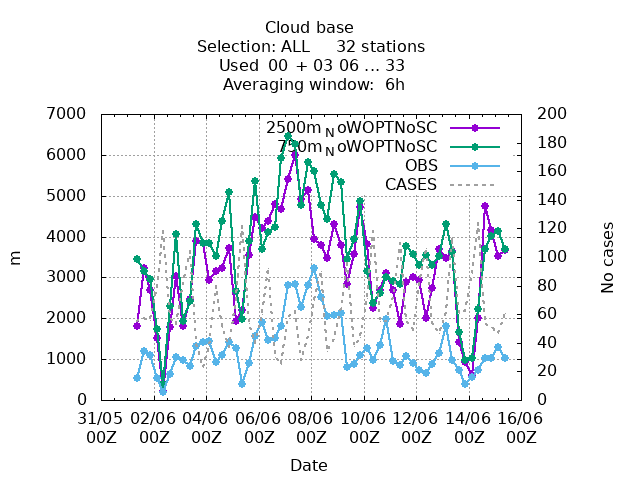 Cloud base
Selection: ALL 32 stations
Used 00 + 03 06 ... 33
Averaging window: 6h
7000
6000
5000
4000
3000
2000
1000
0
m
200
180
160
140
120
100
80
60
40
20
0
No cases
2500m NoWOPTNoSC
750m NoWOPTNoSC
OBS
CASES
31/05 02/06 04/06 06/06 08/06 10/06 12/06 14/06 16/06
00Z 00Z 00Z 00Z 00Z 00Z 00Z 00Z 00Z
Date